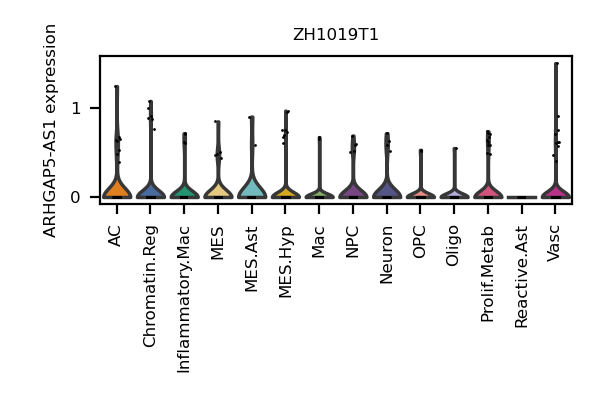 ZH1019T1
ARHGAP5-AS1 expression
1
0
AC
Chromatin.Reg
Inflammatory.Mac
MES
MES.Ast
MES.Hyp
Mac
NPC
Neuron
OPC
Oligo
Prolif.Metab
Reactive.Ast
Vasc